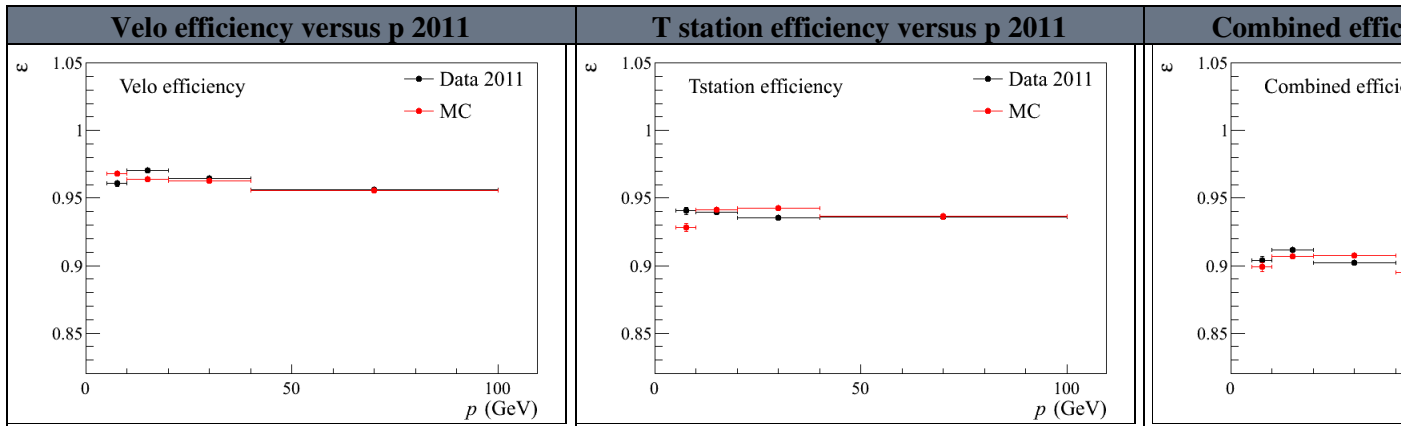 Velo efficiency versus p 2011
T station efficiency versus p 2011
Combined effic
ε
1.05
1
0.95
0.9
0.85
Velo efficiency
Data 2011
MC
0
50
100
p (GeV)
ε
1.05
1
0.95
0.9
0.85
Tstation efficiency
Data 2011
MC
0
50
100
p (GeV)
ε
1.05
1
0.95
0.9
0.85
Combined effici
0